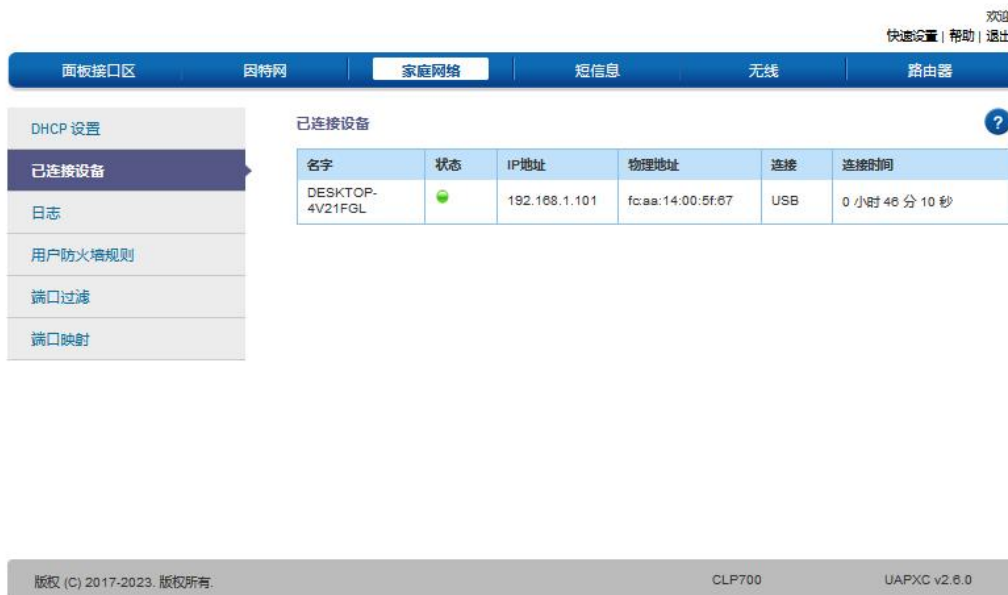 欢迎
快速设置 | 帮助 | 退出
面板接口区 因特网 家庭网络 短信息 无线 路由器
DHCP 设置
已连接设备
日志
用户防火墙规则
端口过滤
端口映射
已连接设备
?
名字 状态 IP地址 物理地址 连接 连接时间
DESKTOP-4V21FGL 192.168.1.101 fc:aa:14:00:5f:67 USB 0 小时 46 分 10 秒
版权 (C) 2017-2023. 版权所有. CLP700 UAPXC v2.6.0